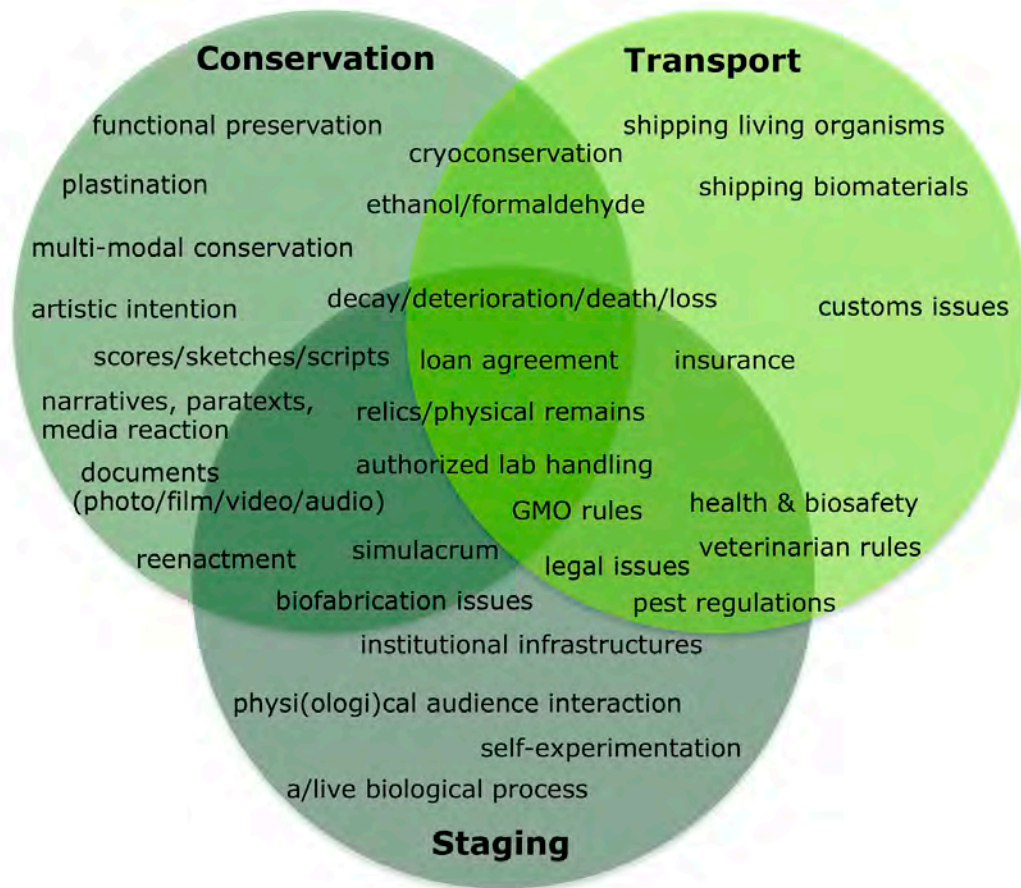 Conservation
Transport
functional preservation
shipping living organisms
cryoconservation
plastination
shipping biomaterials
ethanol/formaldehyde
multi-modal conservation
decay/deterioration/death/loss
artistic intention
customs issues
scores/sketches/scripts
loan agreement
insurance
narratives, paratexts,
media reaction
relics/physical remains
documents
(photo/film/video/audio)
authorized lab handling
GMO rules
health & biosafety
reenactment
simulacrum
legal issues
veterinarian rules
biofabrication issues
pest regulations
institutional infrastructures
physi(ologi)cal audience interaction
self-experimentation
a/live biological process
Staging